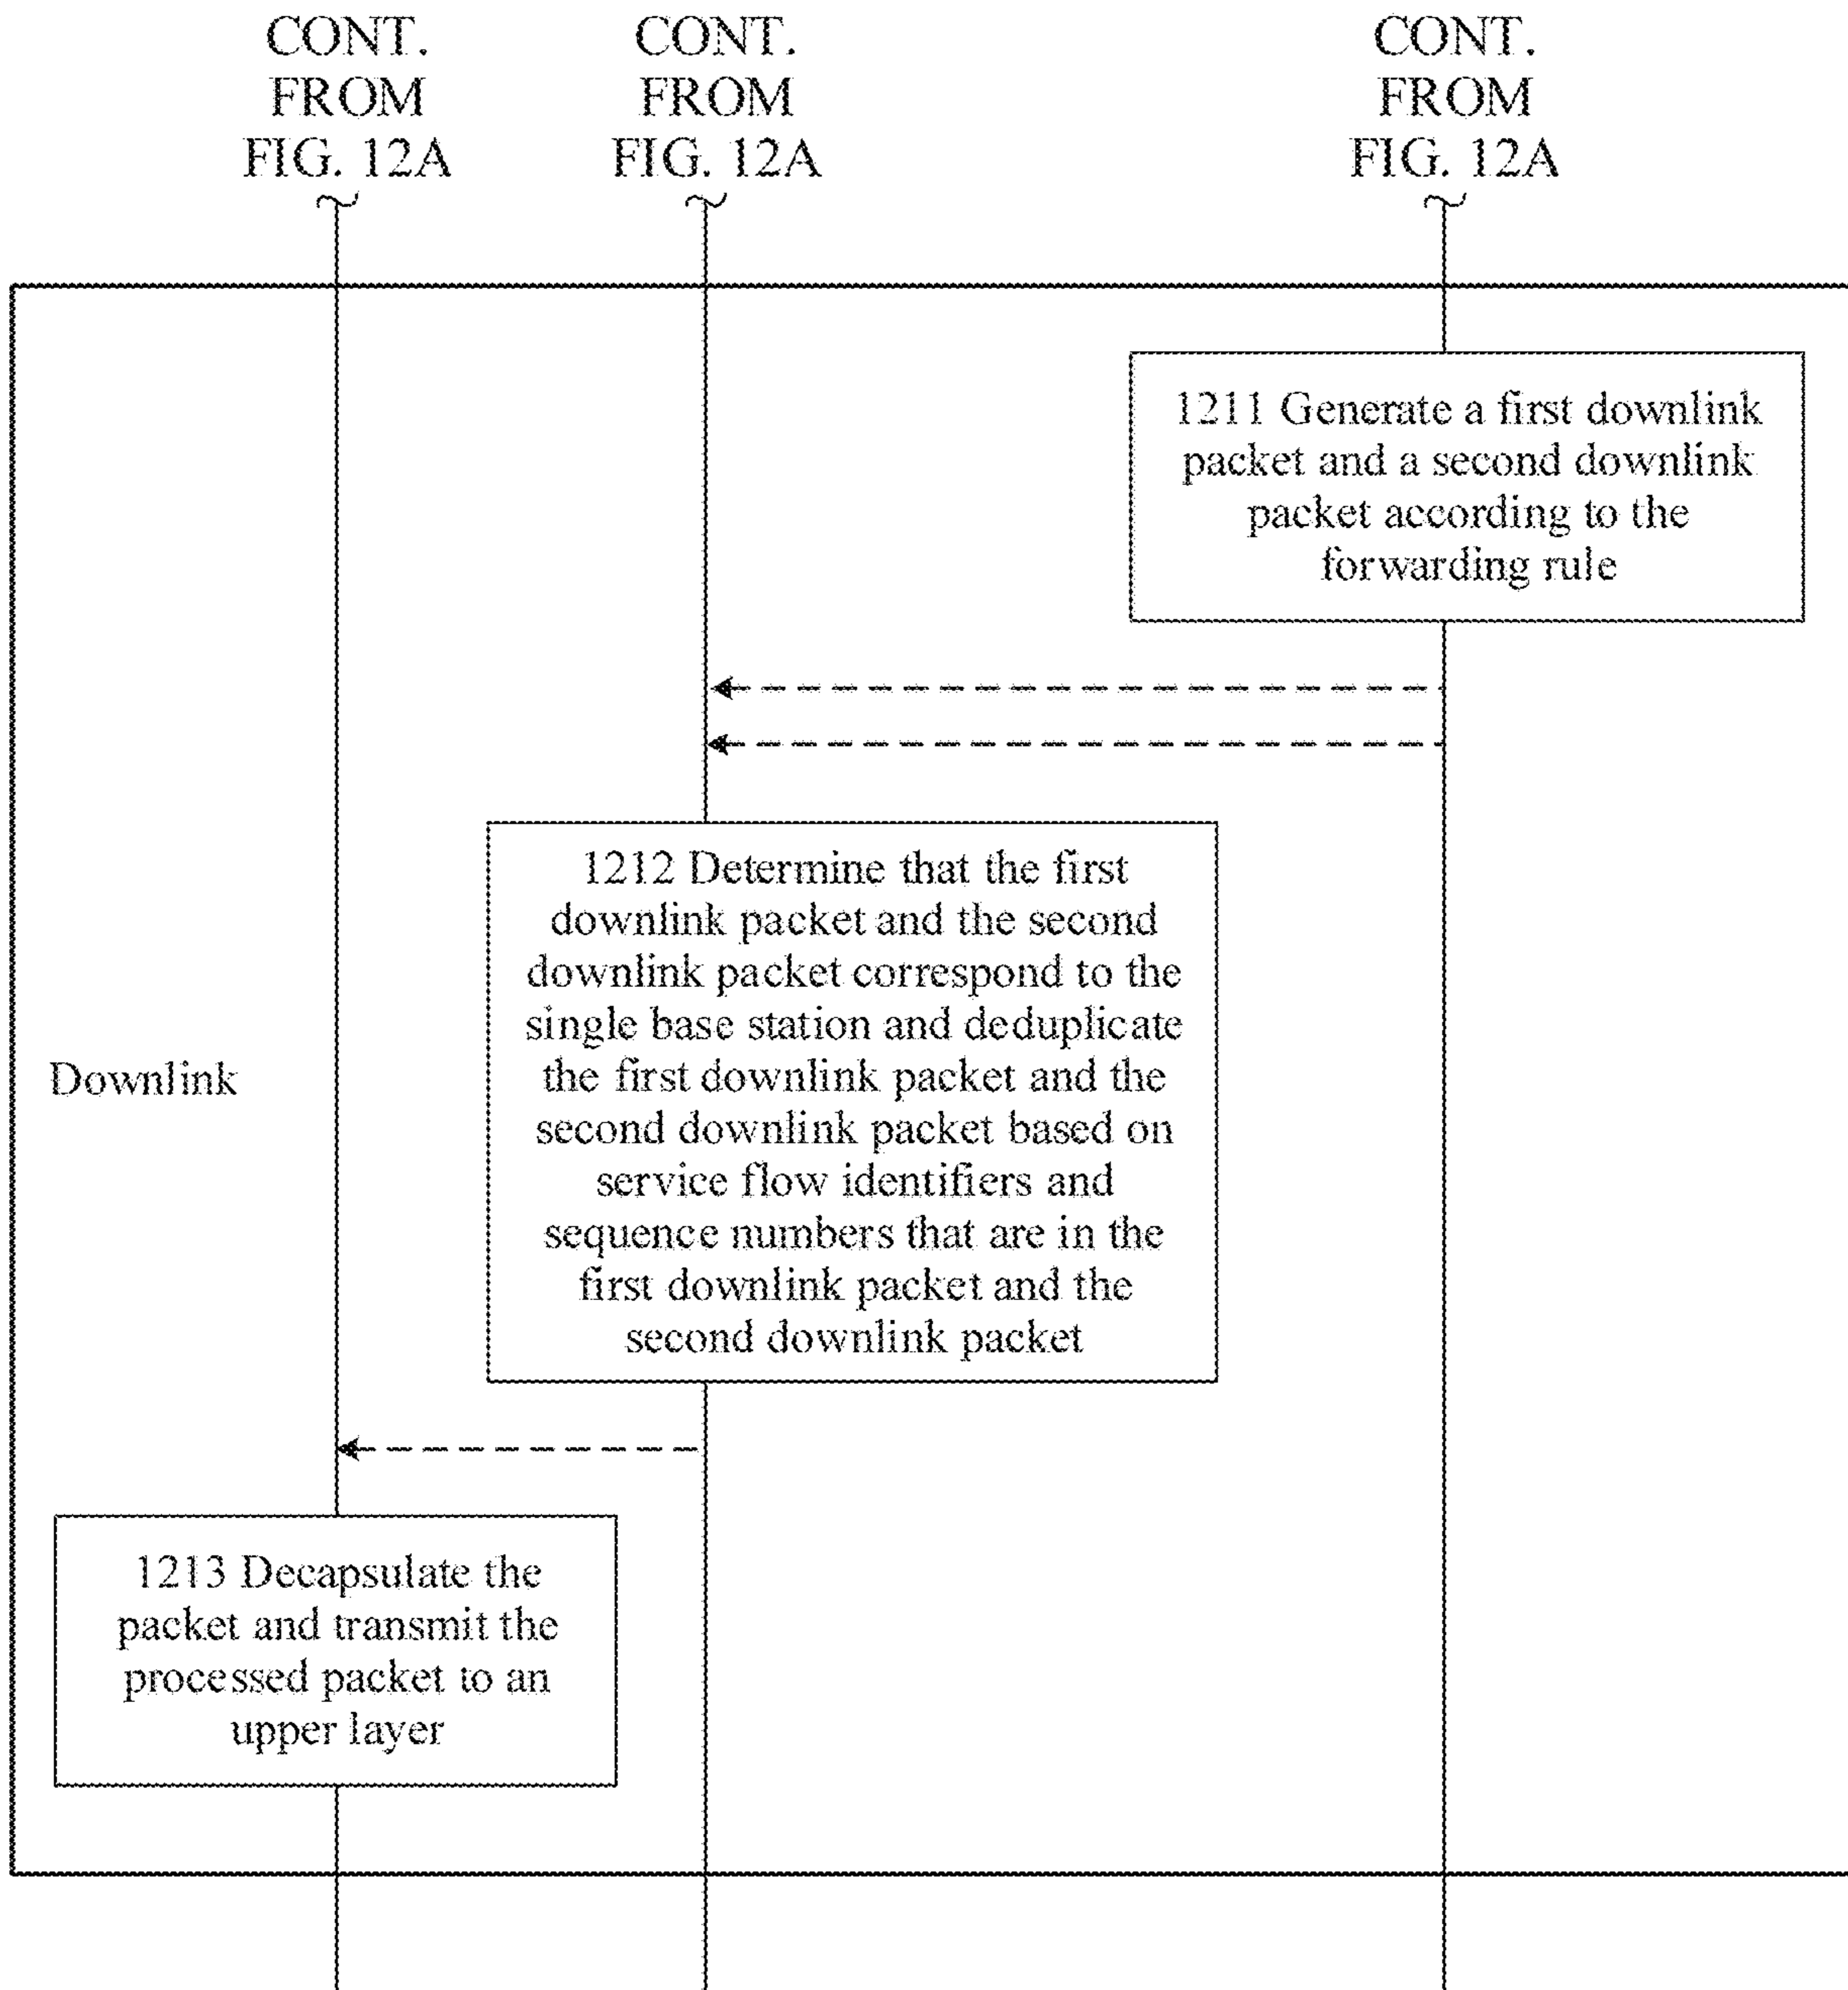 CONT.
FROM
FIG. 12A
CONT.
FROM
FIG. 12A
CONT.
FROM
FIG. 12A
1211 Generate a first downlink
packet and a second downlink
packet according to the
forwarding rule
1212 Determine that the first
downlink packet and the second
downlink packet correspond to the
single base station and deduplicate
the first downlink packet and the
second downlink packet based on
service flow identifiers and
sequence numbers that are in the
first downlink packet and the
second downlink packet
Downlink
1213 Decapsulate the
packet and transmit the
processed packet to an
upper layer